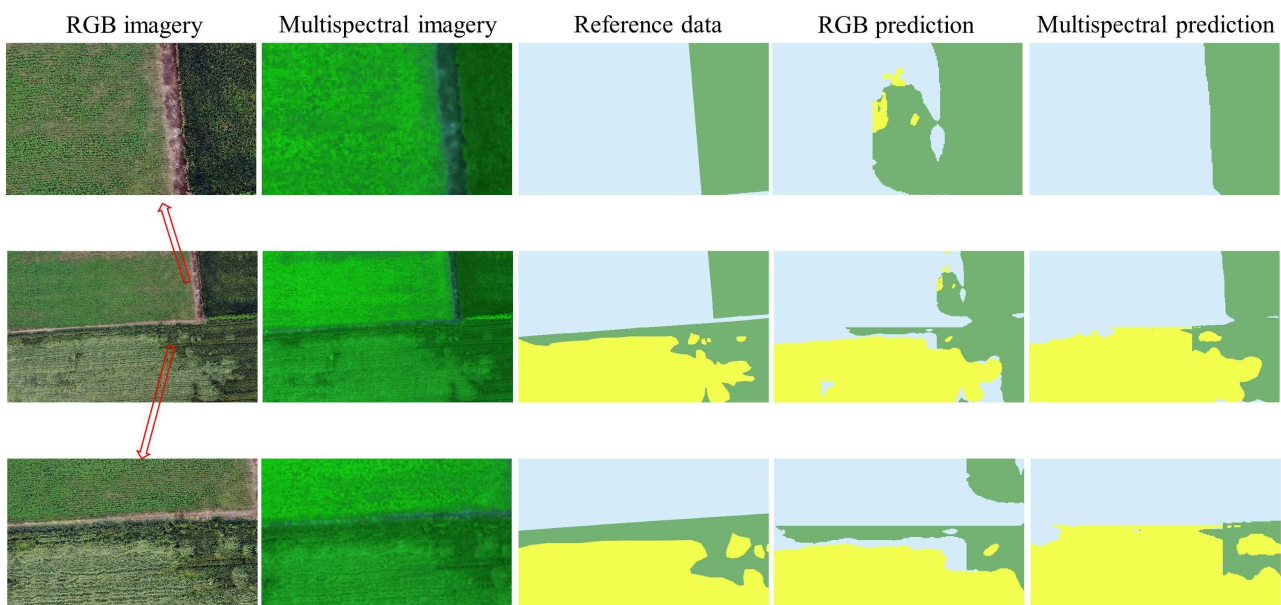 RGB imagery
Multispectral imagery
Reference data
RGB prediction
Multispectral prediction